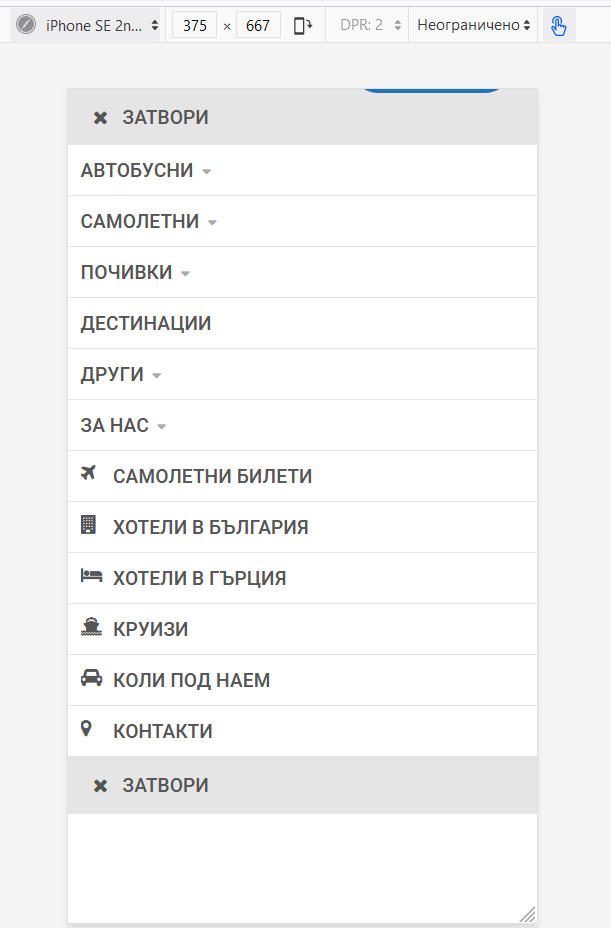 iPhone SE 2n... 375 × 667 DPR: 2 Неограничено
ЗАТВОРИ
АВТОБУСНИ
САМОЛЕТНИ
ПОЧИВКИ
ДЕСТИНАЦИИ
ДРУГИ
ЗА НАС
САМОЛЕТНИ БИЛЕТИ
ХОТЕЛИ В БЪЛГАРИЯ
ХОТЕЛИ В ГЪРЦИЯ
КРУИЗИ
КОЛИ ПОД НАЕМ
КОНТАКТИ
ЗАТВОРИ